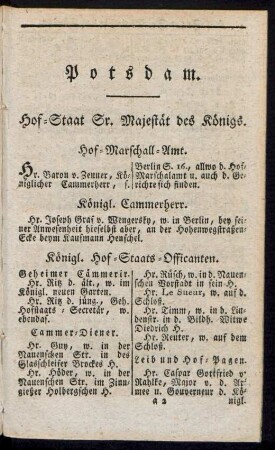 Potsdam.
Hof-Staat Sr. Majestät des Königs.
Hof-Marschall-Amt.
Hr. Baron v. Zenner, Kö-
niglicher Cammerherr, s.
Berlin S. 16., allwo d. Hof-
Marschalamt u. auch d. Ge-
richte sich finden.
Königl. Cammerherr.
Hr. Joseph Graf v. Wengersky, w. in Berlin, bey sei-
ner Anwesenheit hieselbst aber, an der Hohenwegstraßen-
Ecke beym Kaufmann Henschel.
Königl. Hof-Staats-Officanten.
Geheimer Cämmerir.
Hr. Ritz d. ält., w. im
Königl. neuen Garten.
Hr. Ritz d. jüng., Geh.
Hofstaats-Secretär, w.
ebendas.
Cammer-Diener.
Hr. Guy, w. in der
Nauenschen Str. in des
Glasschleifer Brockes H.
Hr. Höder, w. in der
Nauenschen Str. im Zinn-
gießer Holbergschen H.
Hr. Rüsch, w. in d. Nauen-
schen Vorstadt in sein H.
Hr. Le Sueur, w. auf d.
Schloß.
Hr. Timm, w. in d. Lin-
denstr. in d. Bildh. Witwe
Diedrich H.
Hr. Reuter, w. auf dem
Schloß.
Leib und Hof-Pagen.
Hr. Caspar Gottfried v.
Rahlke, Major v. d. Ar-
mee u. Gouverneur d. Kö-
a 2
nigl.